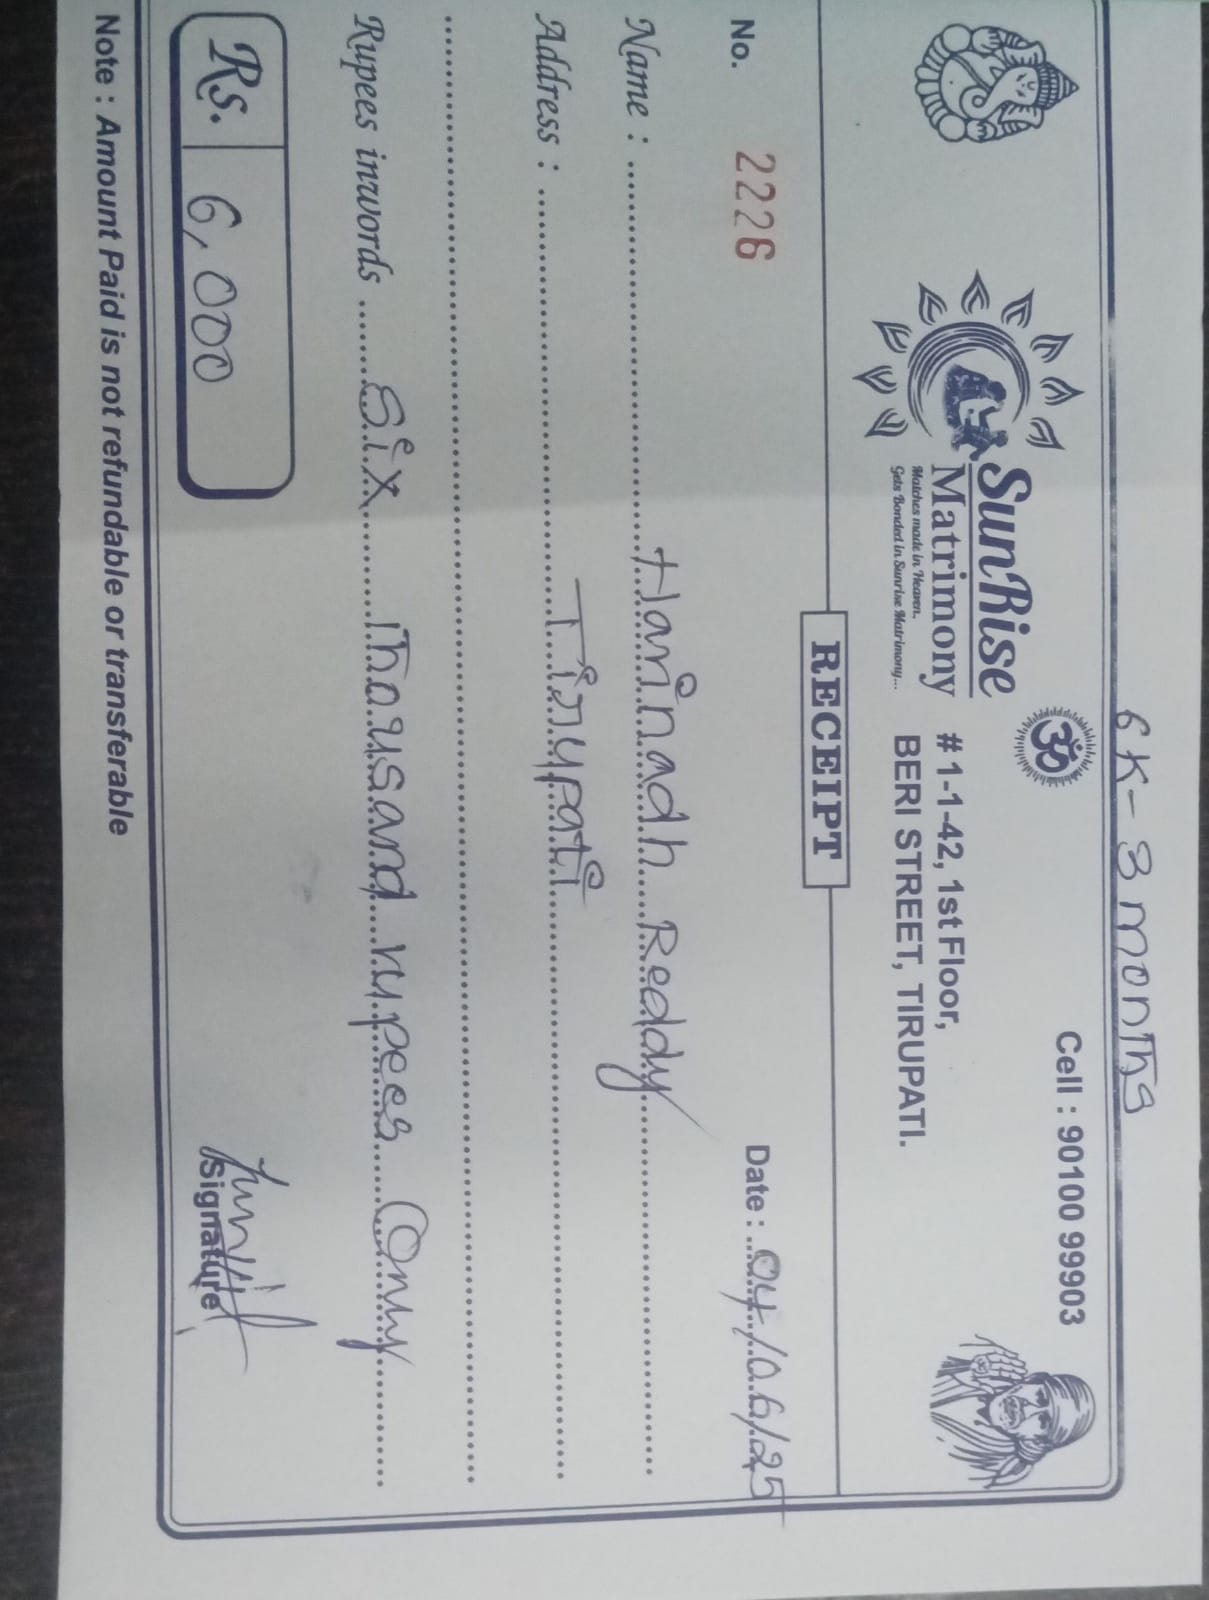 6K - 3 months
Cell : 90100 99903
ॐ
SunRise
Matrimony
Matches made in Heaven.
Gets Bonded in Sunrise Matrimony...
# 1-1-42, 1st Floor,
BERI STREET, TIRUPATI.
RECEIPT
No. 2226 Date : 04/06/25
Name : Harinadh Reddy
Address : Tirupati
Rupees inwords Six Thousand rupees Only
Rs. 6,000
Signature
Note : Amount Paid is not refundable or transferable